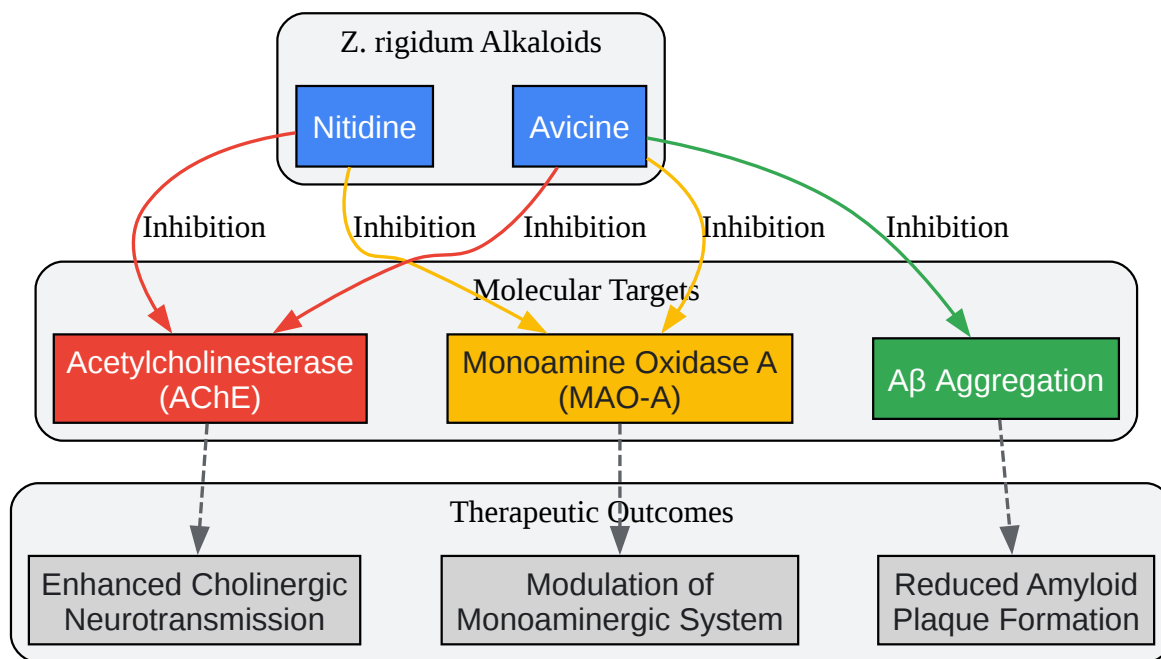 Z. rigidum Alkaloids
Nitidine
Avicine
Inhibition
Inhibition
Inhibition
Inhibition
Inhibition
Molecular Targets
Acetylcholinesterase
(AChE)
Monoamine Oxidase A
(MAO-A)
Aβ Aggregation
Therapeutic Outcomes
Enhanced Cholinergic
Neurotransmission
Modulation of
Monoaminergic System
Reduced Amyloid
Plaque Formation